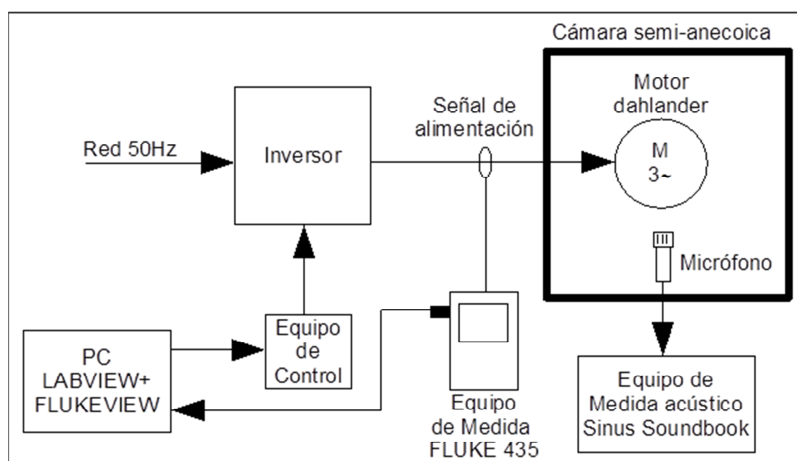 Cámara semi-anecoica
Motor
dahlander
M
3~
Señal de
alimentación
Red 50Hz
Inversor
Micrófono
Equipo
de
Control
PC
LABVIEW+
FLUKEVIEW
Equipo
de Medida
FLUKE 435
Equipo de
Medida acústico
Sinus Soundbook